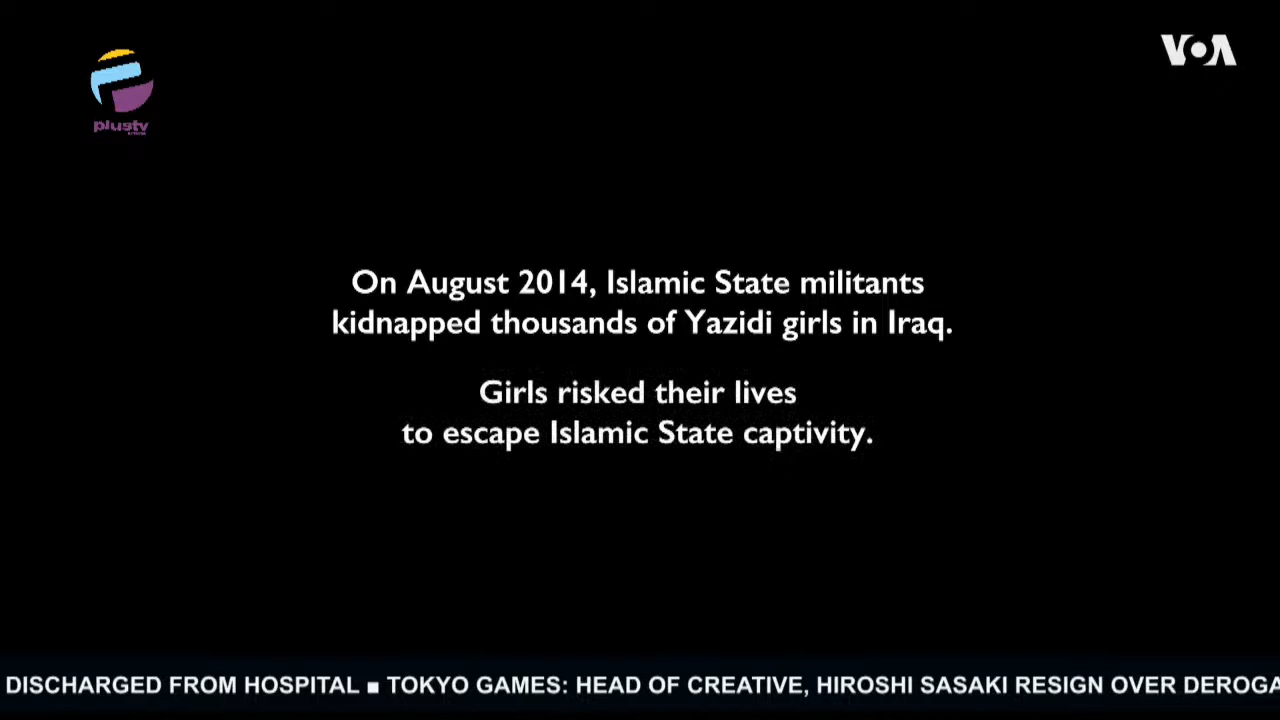 VOA
plustv
On August 2014, Islamic State militants
kidnapped thousands of Yazidi girls in Iraq.
Girls risked their lives
to escape Islamic State captivity.
DISCHARGED FROM HOSPITAL ■ TOKYO GAMES: HEAD OF CREATIVE, HIROSHI SASAKI RESIGN OVER DEROGA